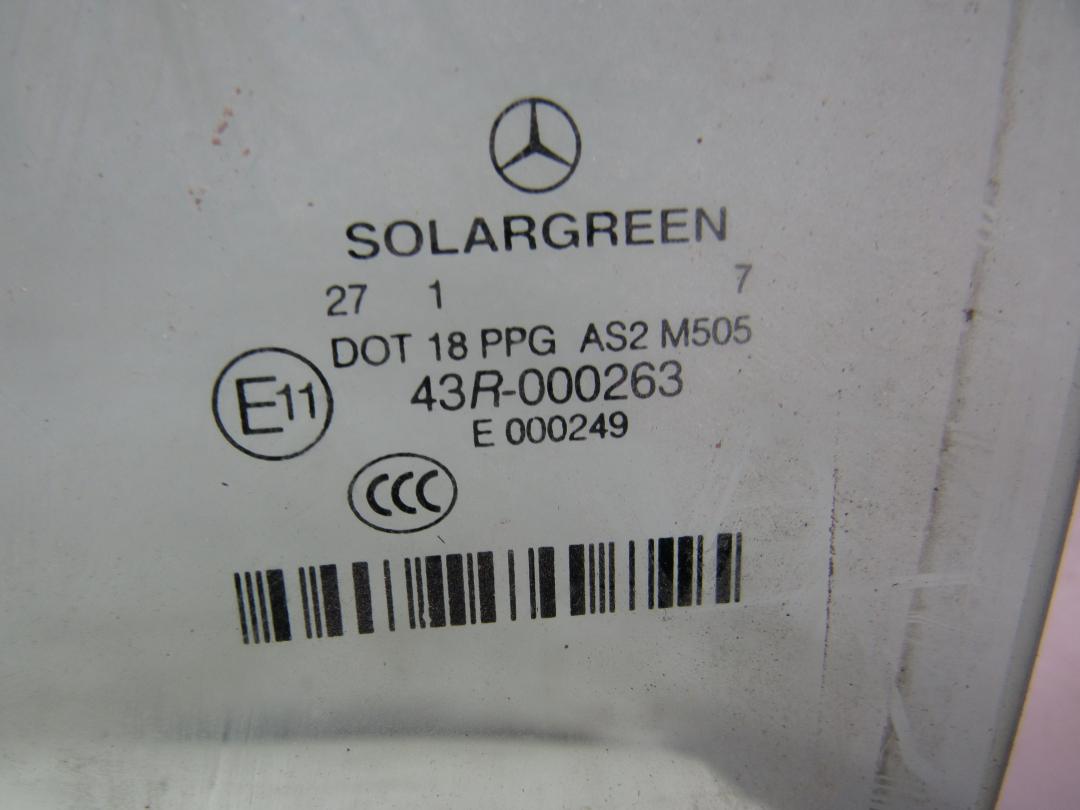 SOLARGREEN
27 1 7
DOT 18 PPG AS2 M505
E11 43R-000263
E 000249
CCC